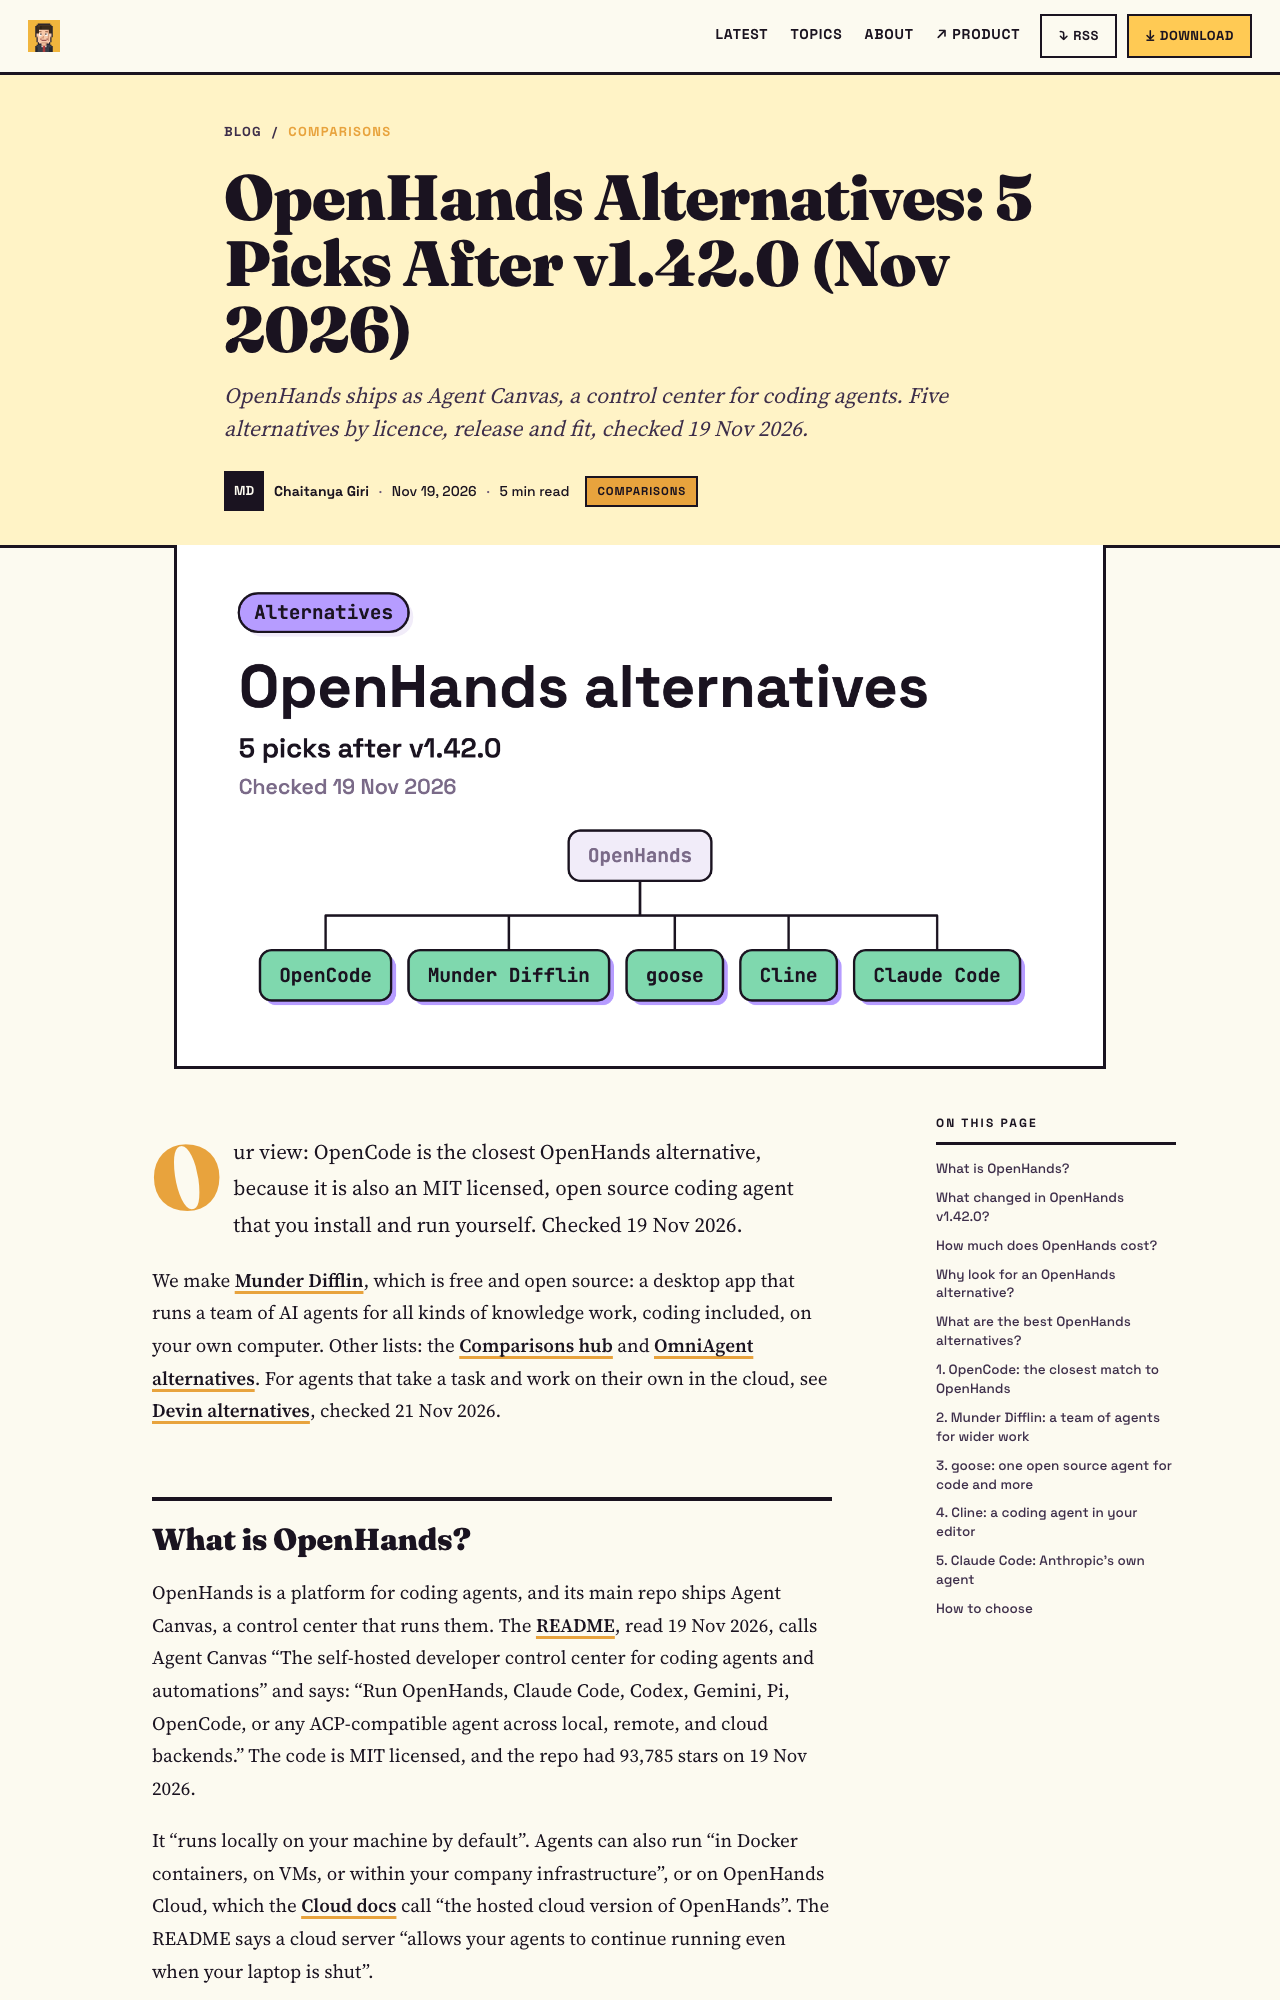 LATEST TOPICS ABOUT ↗ PRODUCT ⤵ RSS ⤓ DOWNLOAD
BLOG / COMPARISONS
OpenHands Alternatives: 5
Picks After v1.42.0 (Nov
2026)
OpenHands ships as Agent Canvas, a control center for coding agents. Five
alternatives by licence, release and fit, checked 19 Nov 2026.
MD Chaitanya Giri · Nov 19, 2026 · 5 min read COMPARISONS
Alternatives
OpenHands alternatives
5 picks after v1.42.0
Checked 19 Nov 2026
OpenHands
OpenCode Munder Difflin goose Cline Claude Code
Our view: OpenCode is the closest OpenHands alternative,
because it is also an MIT licensed, open source coding agent
that you install and run yourself. Checked 19 Nov 2026.
We make Munder Difflin, which is free and open source: a desktop app that
runs a team of AI agents for all kinds of knowledge work, coding included, on
your own computer. Other lists: the Comparisons hub and OmniAgent
alternatives. For agents that take a task and work on their own in the cloud, see
Devin alternatives, checked 21 Nov 2026.
What is OpenHands?
OpenHands is a platform for coding agents, and its main repo ships Agent
Canvas, a control center that runs them. The README, read 19 Nov 2026, calls
Agent Canvas “The self-hosted developer control center for coding agents and
automations” and says: “Run OpenHands, Claude Code, Codex, Gemini, Pi,
OpenCode, or any ACP-compatible agent across local, remote, and cloud
backends.” The code is MIT licensed, and the repo had 93,785 stars on 19 Nov
2026.
It “runs locally on your machine by default”. Agents can also run “in Docker
containers, on VMs, or within your company infrastructure”, or on OpenHands
Cloud, which the Cloud docs call “the hosted cloud version of OpenHands”. The
README says a cloud server “allows your agents to continue running even
when your laptop is shut”.
ON THIS PAGE
What is OpenHands?
What changed in OpenHands
v1.42.0?
How much does OpenHands cost?
Why look for an OpenHands
alternative?
What are the best OpenHands
alternatives?
1. OpenCode: the closest match to
OpenHands
2. Munder Difflin: a team of agents
for wider work
3. goose: one open source agent for
code and more
4. Cline: a coding agent in your
editor
5. Claude Code: Anthropic’s own
agent
How to choose